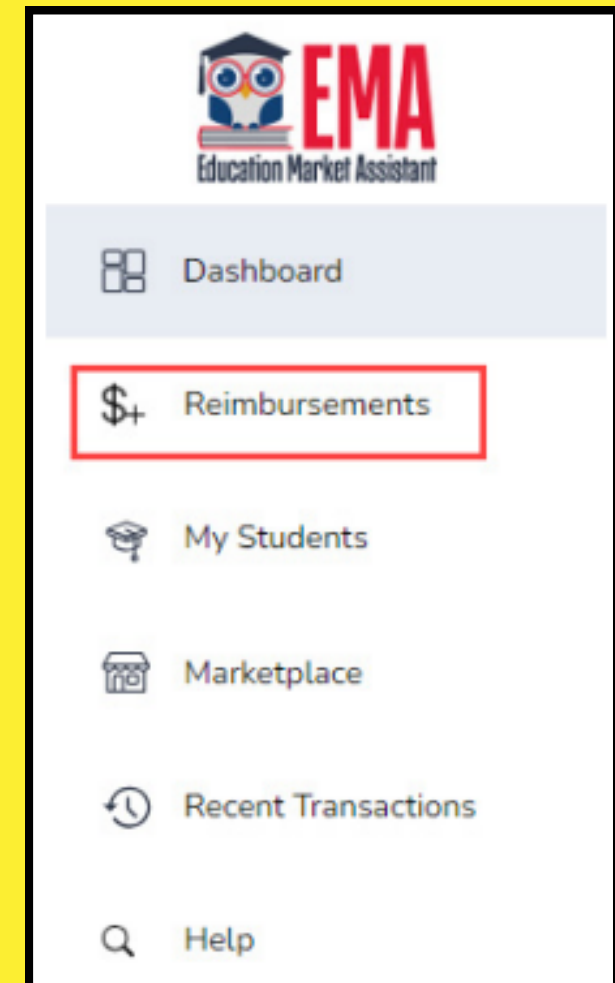 EMA
Education Market Assistant
Dashboard
$+ Reimbursements
My Students
Marketplace
Recent Transactions
Help